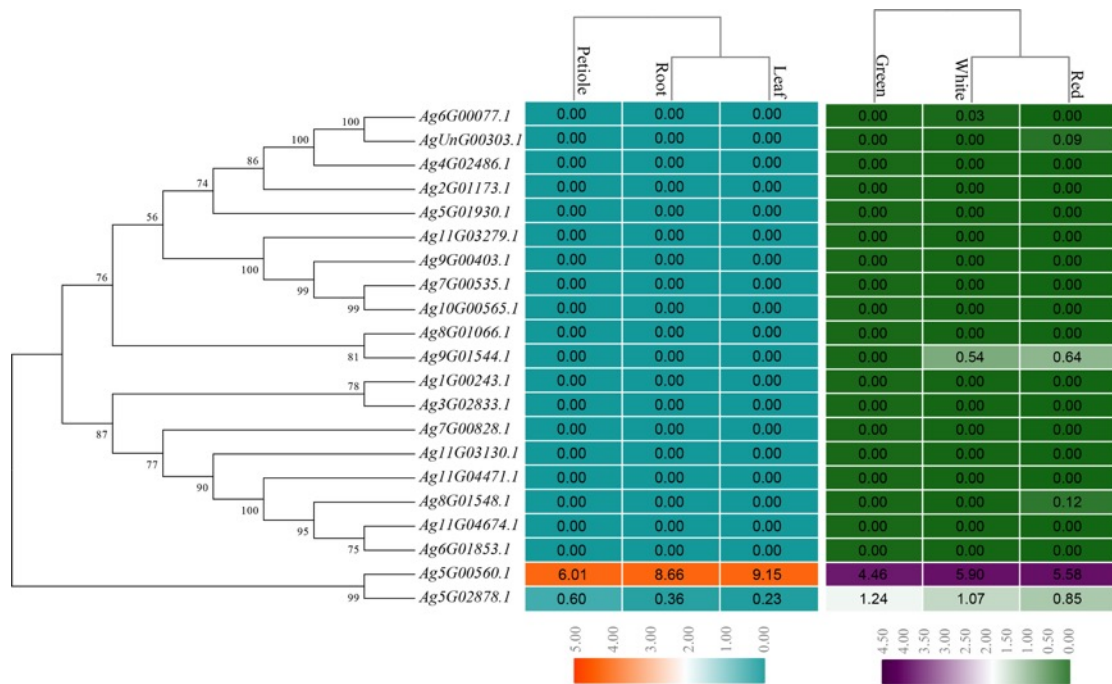 Petiole Root Leaf Green White Red
100 Ag6G00077.1 0.00 0.00 0.00 0.00 0.03 0.00
100 AgUnG00303.1 0.00 0.00 0.00 0.00 0.00 0.09
86 Ag4G02486.1 0.00 0.00 0.00 0.00 0.00 0.00
74 Ag2G01173.1 0.00 0.00 0.00 0.00 0.00 0.00
56 Ag5G01930.1 0.00 0.00 0.00 0.00 0.00 0.00
Ag11G03279.1 0.00 0.00 0.00 0.00 0.00 0.00
100 Ag9G00403.1 0.00 0.00 0.00 0.00 0.00 0.00
76 99 Ag7G00535.1 0.00 0.00 0.00 0.00 0.00 0.00
99 Ag10G00565.1 0.00 0.00 0.00 0.00 0.00 0.00
Ag8G01066.1 0.00 0.00 0.00 0.00 0.00 0.00
81 Ag9G01544.1 0.00 0.00 0.00 0.00 0.54 0.64
78 Ag1G00243.1 0.00 0.00 0.00 0.00 0.00 0.00
Ag3G02833.1 0.00 0.00 0.00 0.00 0.00 0.00
87 Ag7G00828.1 0.00 0.00 0.00 0.00 0.00 0.00
77 Ag11G03130.1 0.00 0.00 0.00 0.00 0.00 0.00
90 Ag11G04471.1 0.00 0.00 0.00 0.00 0.00 0.00
100 Ag8G01548.1 0.00 0.00 0.00 0.00 0.00 0.12
95 Ag11G04674.1 0.00 0.00 0.00 0.00 0.00 0.00
75 Ag6G01853.1 0.00 0.00 0.00 0.00 0.00 0.00
Ag5G00560.1 6.01 8.66 9.15 4.46 5.90 5.58
99 Ag5G02878.1 0.60 0.36 0.23 1.24 1.07 0.85
5.00 4.00 3.00 2.00 1.00 0.00
4.50 4.00 3.50 3.00 2.50 2.00 1.50 1.00 0.50 0.00